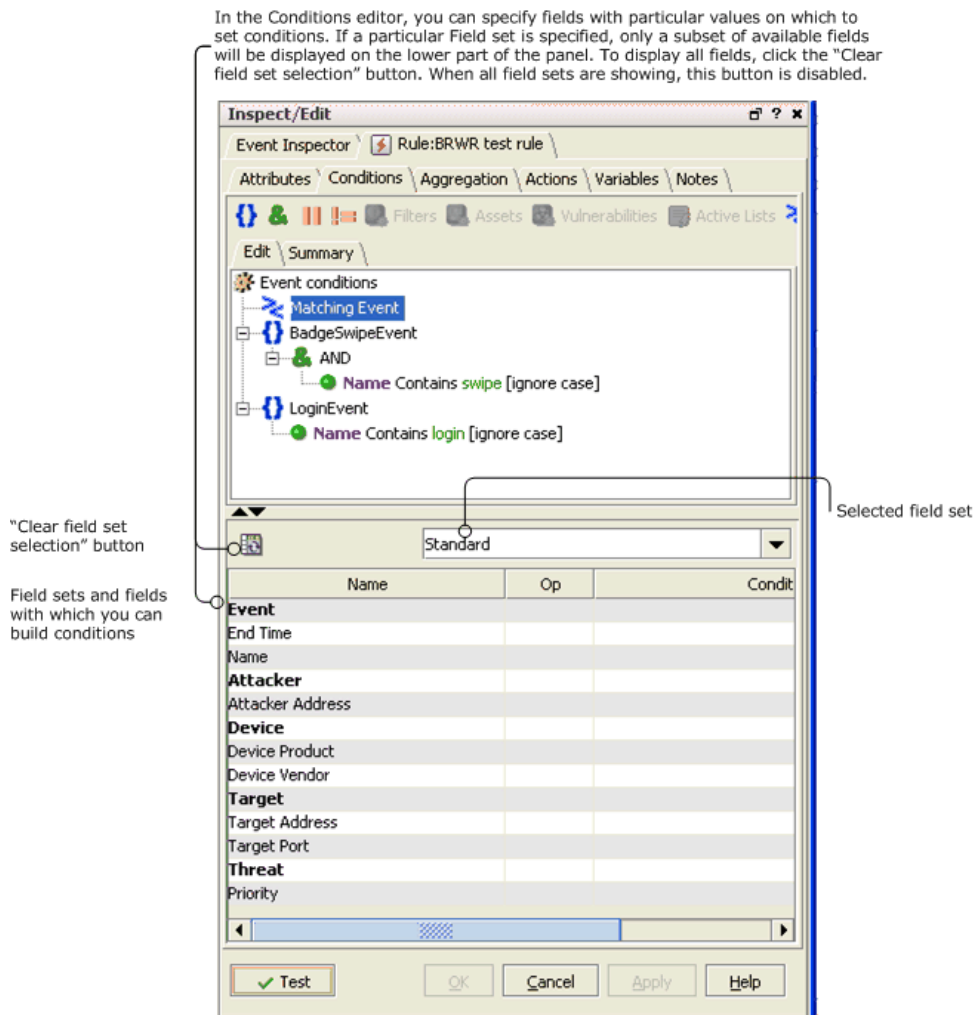 In the Conditions editor, you can specify fields with particular values on which to
set conditions. If a particular Field set is specified, only a subset of available fields
will be displayed on the lower part of the panel. To display all fields, click the “Clear
field set selection” button. When all field sets are showing, this button is disabled.
Inspect/Edit
Event Inspector
Rule:BRWR test rule
Attributes
Conditions
Aggregation
Actions
Variables
Notes
Filters
Assets
Vulnerabilities
Active Lists
Edit
Summary
Event conditions
Matching Event
BadgeSwipeEvent
AND
Name Contains swipe [ignore case]
LoginEvent
Name Contains login [ignore case]
Selected field set
“Clear field set
selection” button
Standard
Field sets and fields
with which you can
build conditions
Name
Op
Condit
Event
End Time
Name
Attacker
Attacker Address
Device
Device Product
Device Vendor
Target
Target Address
Target Port
Threat
Priority
Test
OK
Cancel
Apply
Help